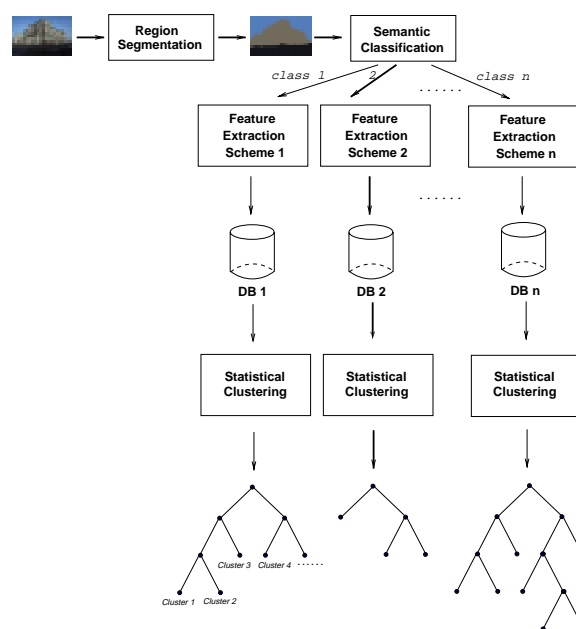 Region
Segmentation
Semantic
Classification
class 1
2
class n
......
Feature
Extraction
Scheme 1
Feature
Extraction
Scheme 2
Feature
Extraction
Scheme n
......
DB 1
DB 2
DB n
Statistical
Clustering
Statistical
Clustering
Statistical
Clustering
Cluster 3
Cluster 4
......
Cluster 1
Cluster 2